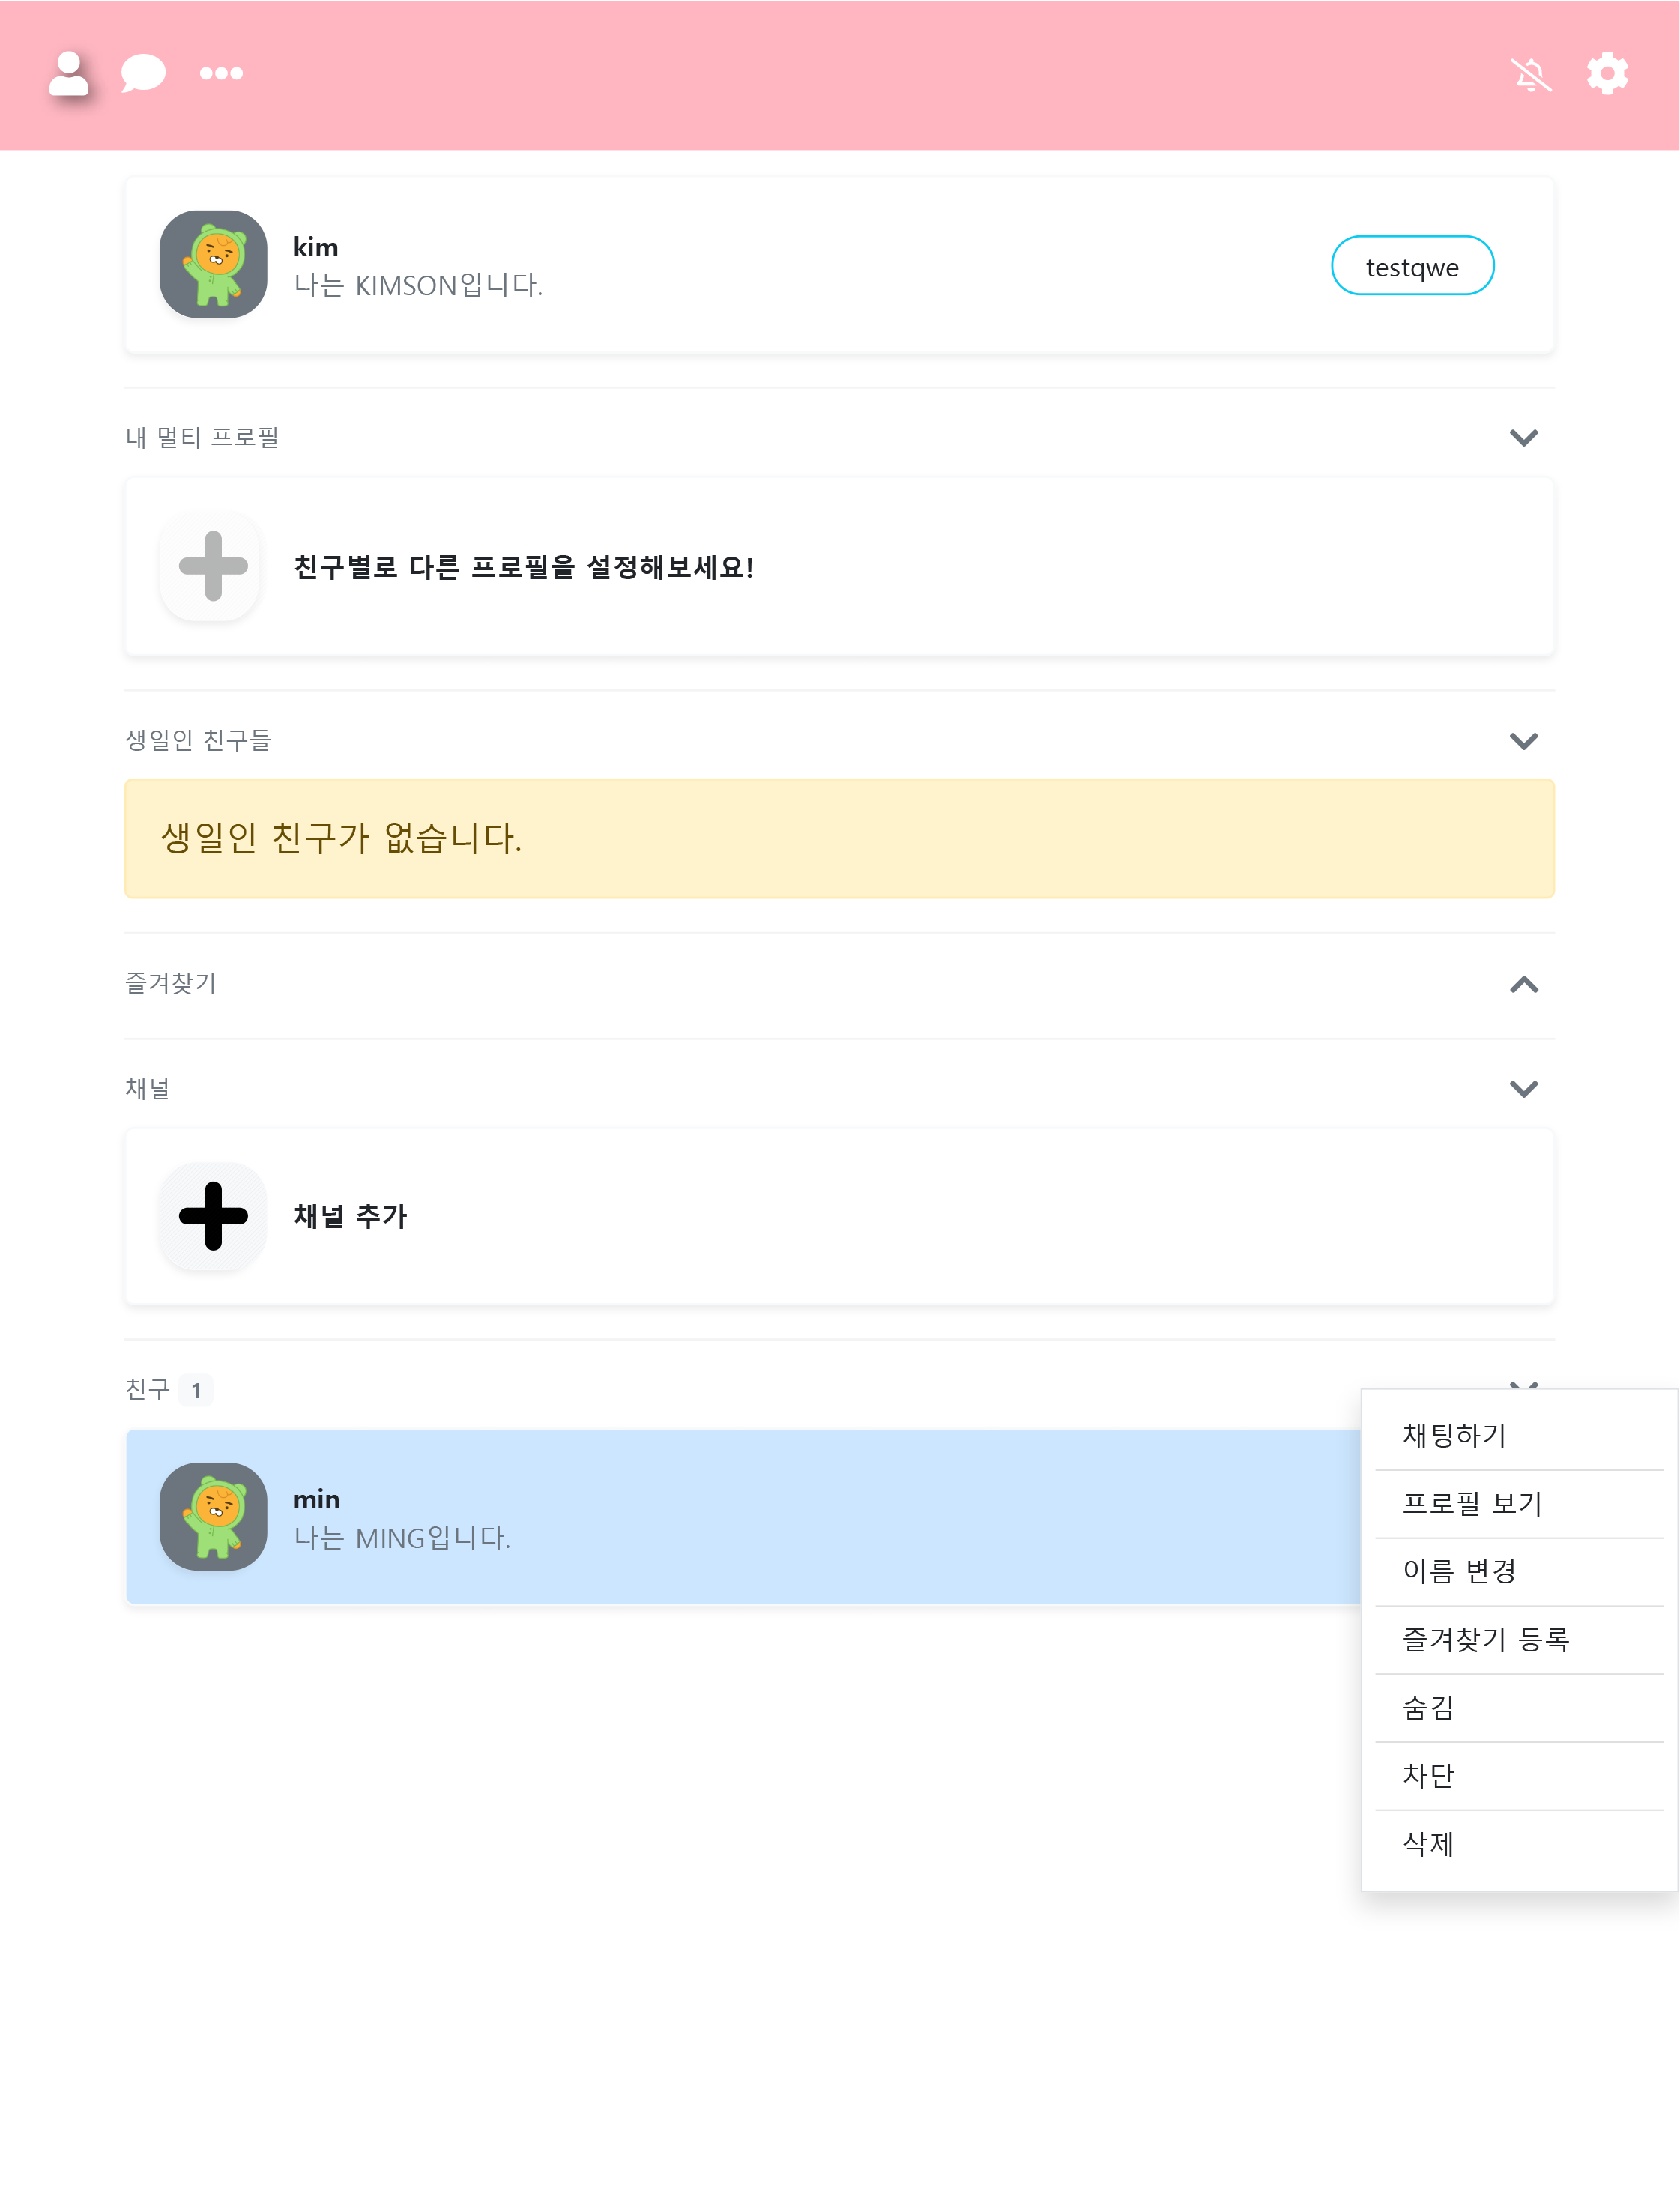 kim
나는 KIMSON입니다.
testqwe
내 멀티 프로필
친구별로 다른 프로필을 설정해보세요!
생일인 친구들
생일인 친구가 없습니다.
즐겨찾기
채널
채널 추가
친구 1
min
나는 MING입니다.
채팅하기
프로필 보기
이름 변경
즐겨찾기 등록
숨김
차단
삭제